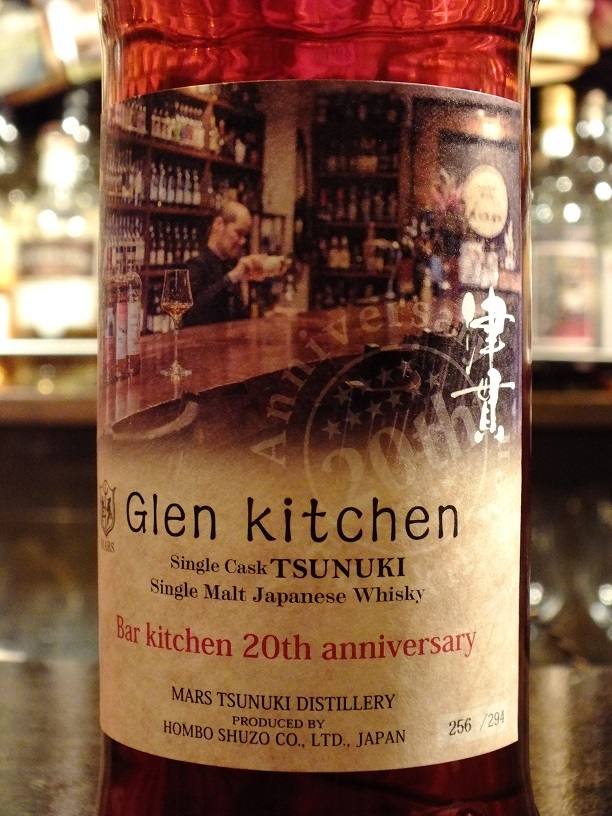 津貫
Anniversary
20th
MARS
Glen kitchen
Single Cask TSUNUKI
Single Malt Japanese Whisky
Bar kitchen 20th anniversary
MARS TSUNUKI DISTILLERY
PRODUCED BY
HOMBO SHUZO CO., LTD., JAPAN
256 /294